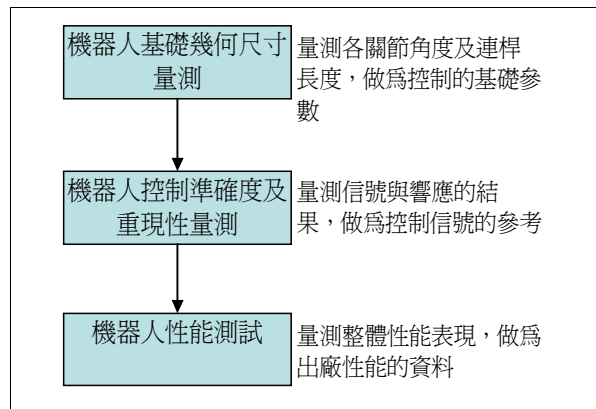 機器人基礎幾何尺寸
量測
量測各關節角度及連桿
長度，做為控制的基礎參
數
機器人控制準確度及
重現性量測
量測信號與響應的結
果，做為控制信號的參考
機器人性能測試
量測整體性能表現，做為
出廠性能的資料